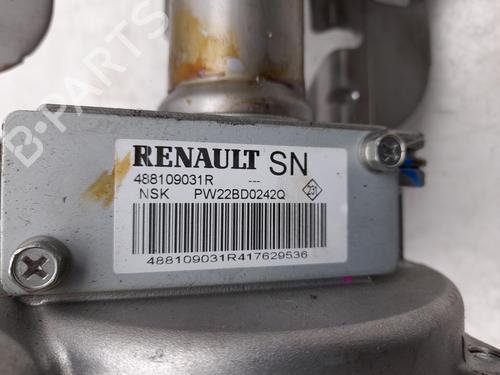 RENAULT SN
488109031R ---
NSK PW22BD0242Q
488109031R417629536
B-PARTS